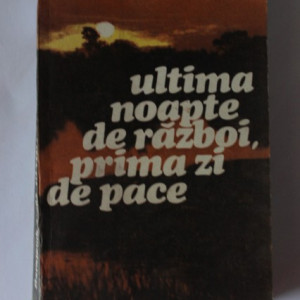 ultima
noapte
de război,
prima zi
de pace